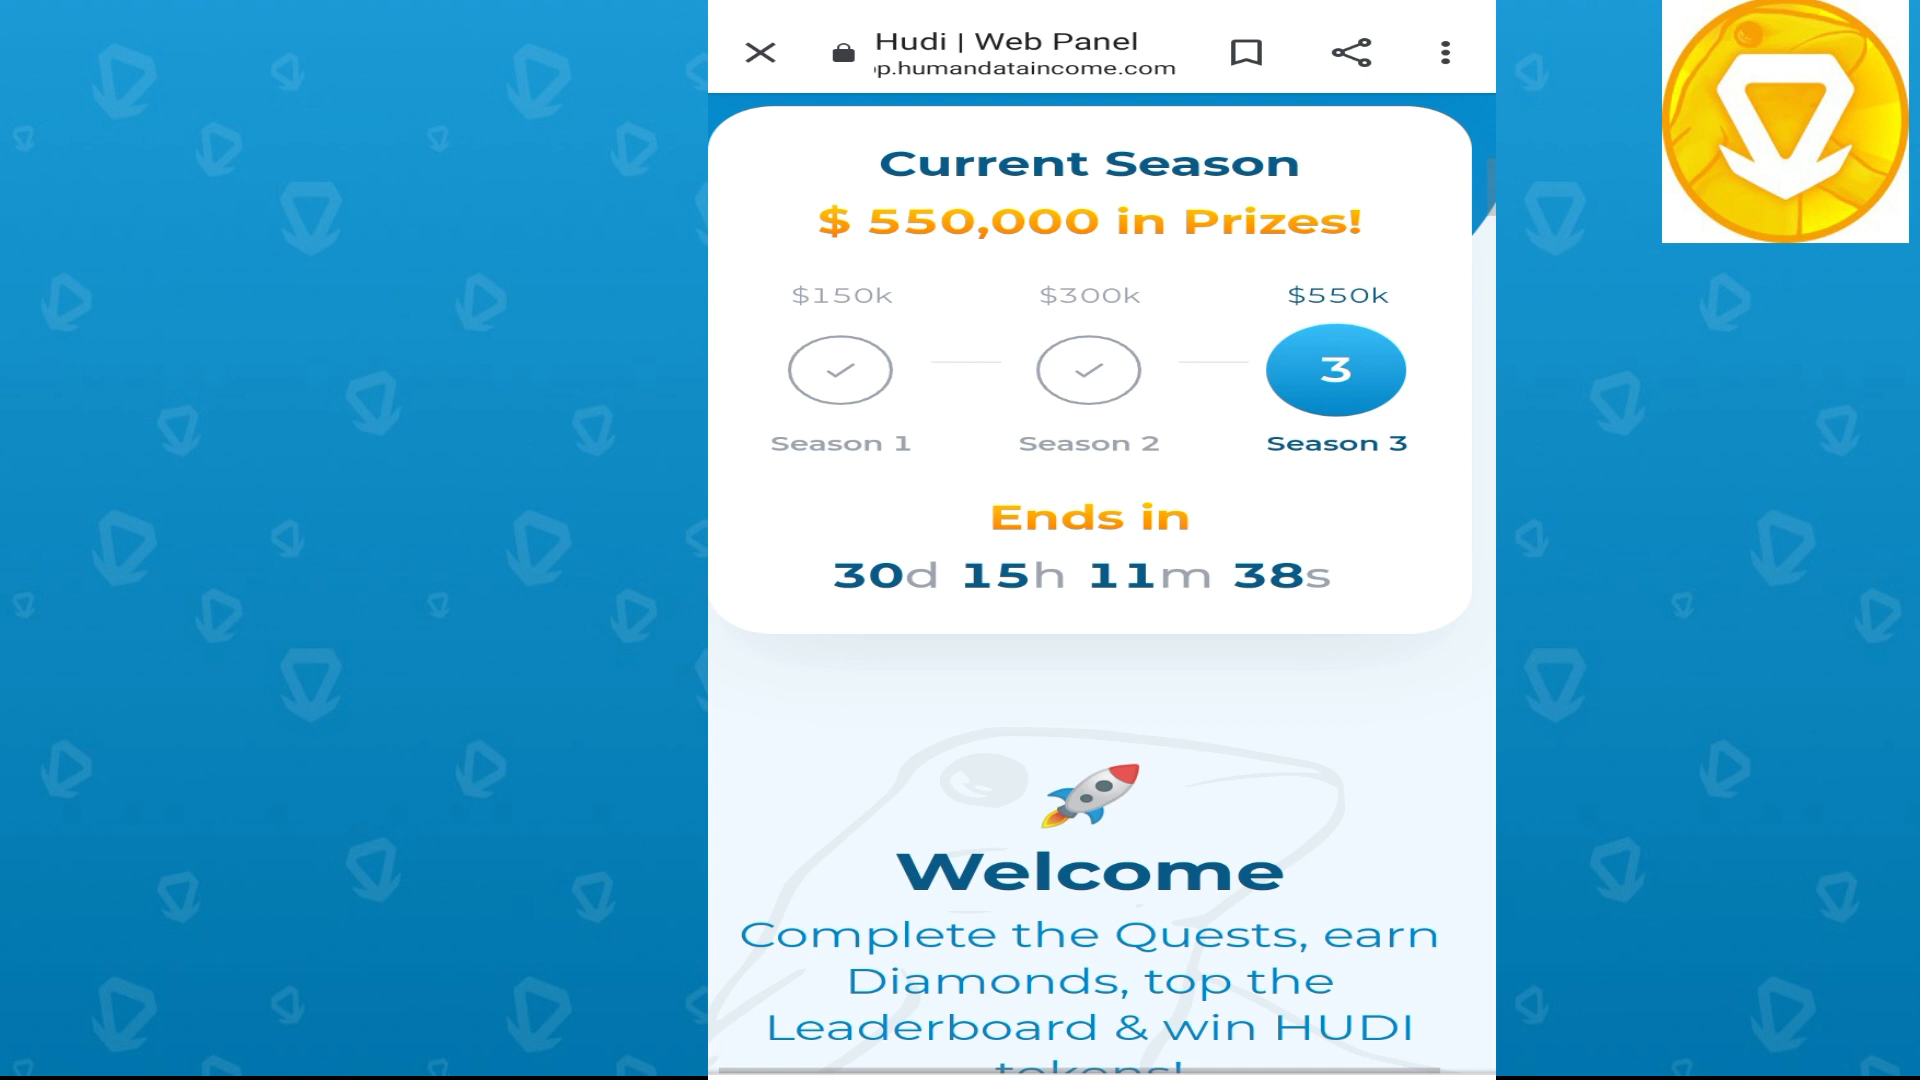 Hudi | Web Panel
p.humandataincome.com
Current Season
$ 550,000 in Prizes!
$150k $300k $550k
3
Season 1 Season 2 Season 3
Ends in
30d 15h 11m 38s
Welcome
Complete the Quests, earn
Diamonds, top the
Leaderboard & win HUDI
tokens!